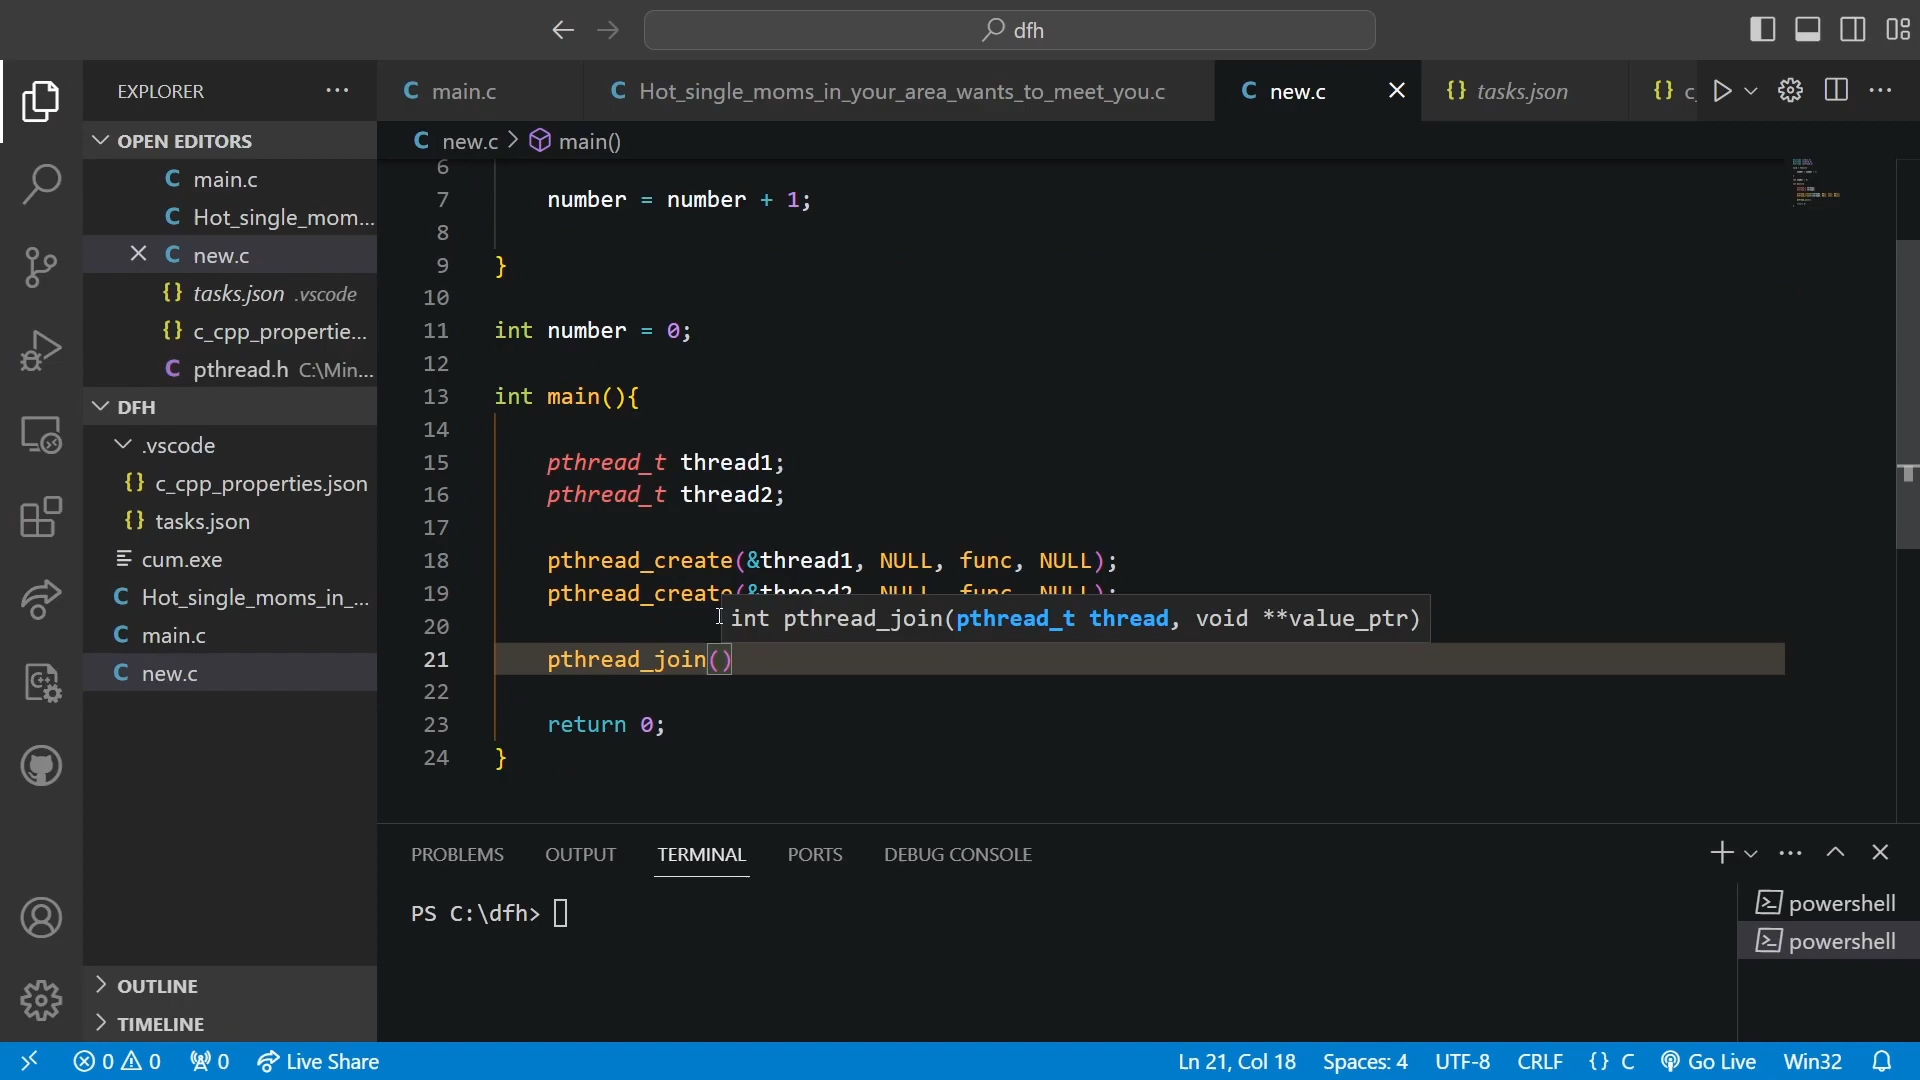 dfh
EXPLORER
main.c
Hot_single_moms_in_your_area_wants_to_meet_you.c
new.c
tasks.json
c_
OPEN EDITORS
main.c
Hot_single_mom...
new.c
tasks.json .vscode
c_cpp_propertie...
pthread.h C:\Min...
DFH
.vscode
c_cpp_properties.json
tasks.json
cum.exe
Hot_single_moms_in_...
main.c
new.c
OUTLINE
TIMELINE
new.c > main()
6
7 number = number + 1;
8
9 }
10
11 int number = 0;
12
13 int main(){
14
15 pthread_t thread1;
16 pthread_t thread2;
17
18 pthread_create(&thread1, NULL, func, NULL);
19 pthread_create(&thread2, NULL, func, NULL);
int pthread_join(pthread_t thread, void **value_ptr)
20
21 pthread_join()
22
23 return 0;
24 }
PROBLEMS OUTPUT TERMINAL PORTS DEBUG CONSOLE
PS C:\dfh>
powershell
powershell
0 0 0 Live Share Ln 21, Col 18 Spaces: 4 UTF-8 CRLF {} C Go Live Win32